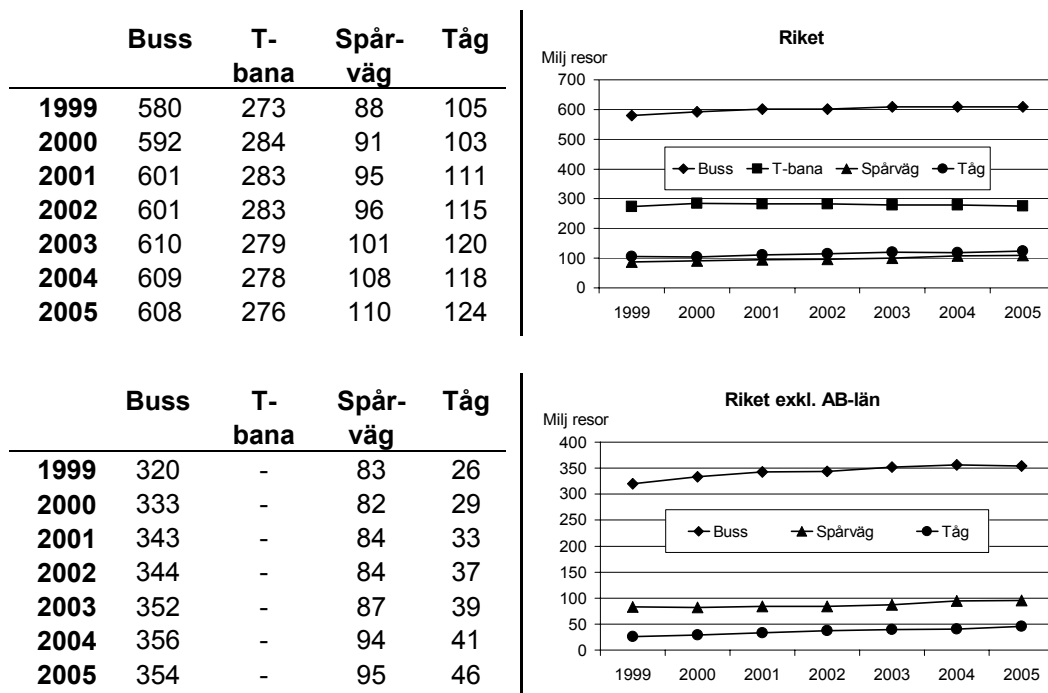 Buss T- Spår- Tåg
bana väg
1999 580 273 88 105
2000 592 284 91 103
2001 601 283 95 111
2002 601 283 96 115
2003 610 279 101 120
2004 609 278 108 118
2005 608 276 110 124
Riket
Milj resor
700
600
500
400
300
200
100
0
Buss T-bana Spårväg Tåg
1999 2000 2001 2002 2003 2004 2005
Buss T- Spår- Tåg
bana väg
1999 320 - 83 26
2000 333 - 82 29
2001 343 - 84 33
2002 344 - 84 37
2003 352 - 87 39
2004 356 - 94 41
2005 354 - 95 46
Riket exkl. AB-län
Milj resor
400
350
300
250
200
150
100
50
0
Buss Spårväg Tåg
1999 2000 2001 2002 2003 2004 2005